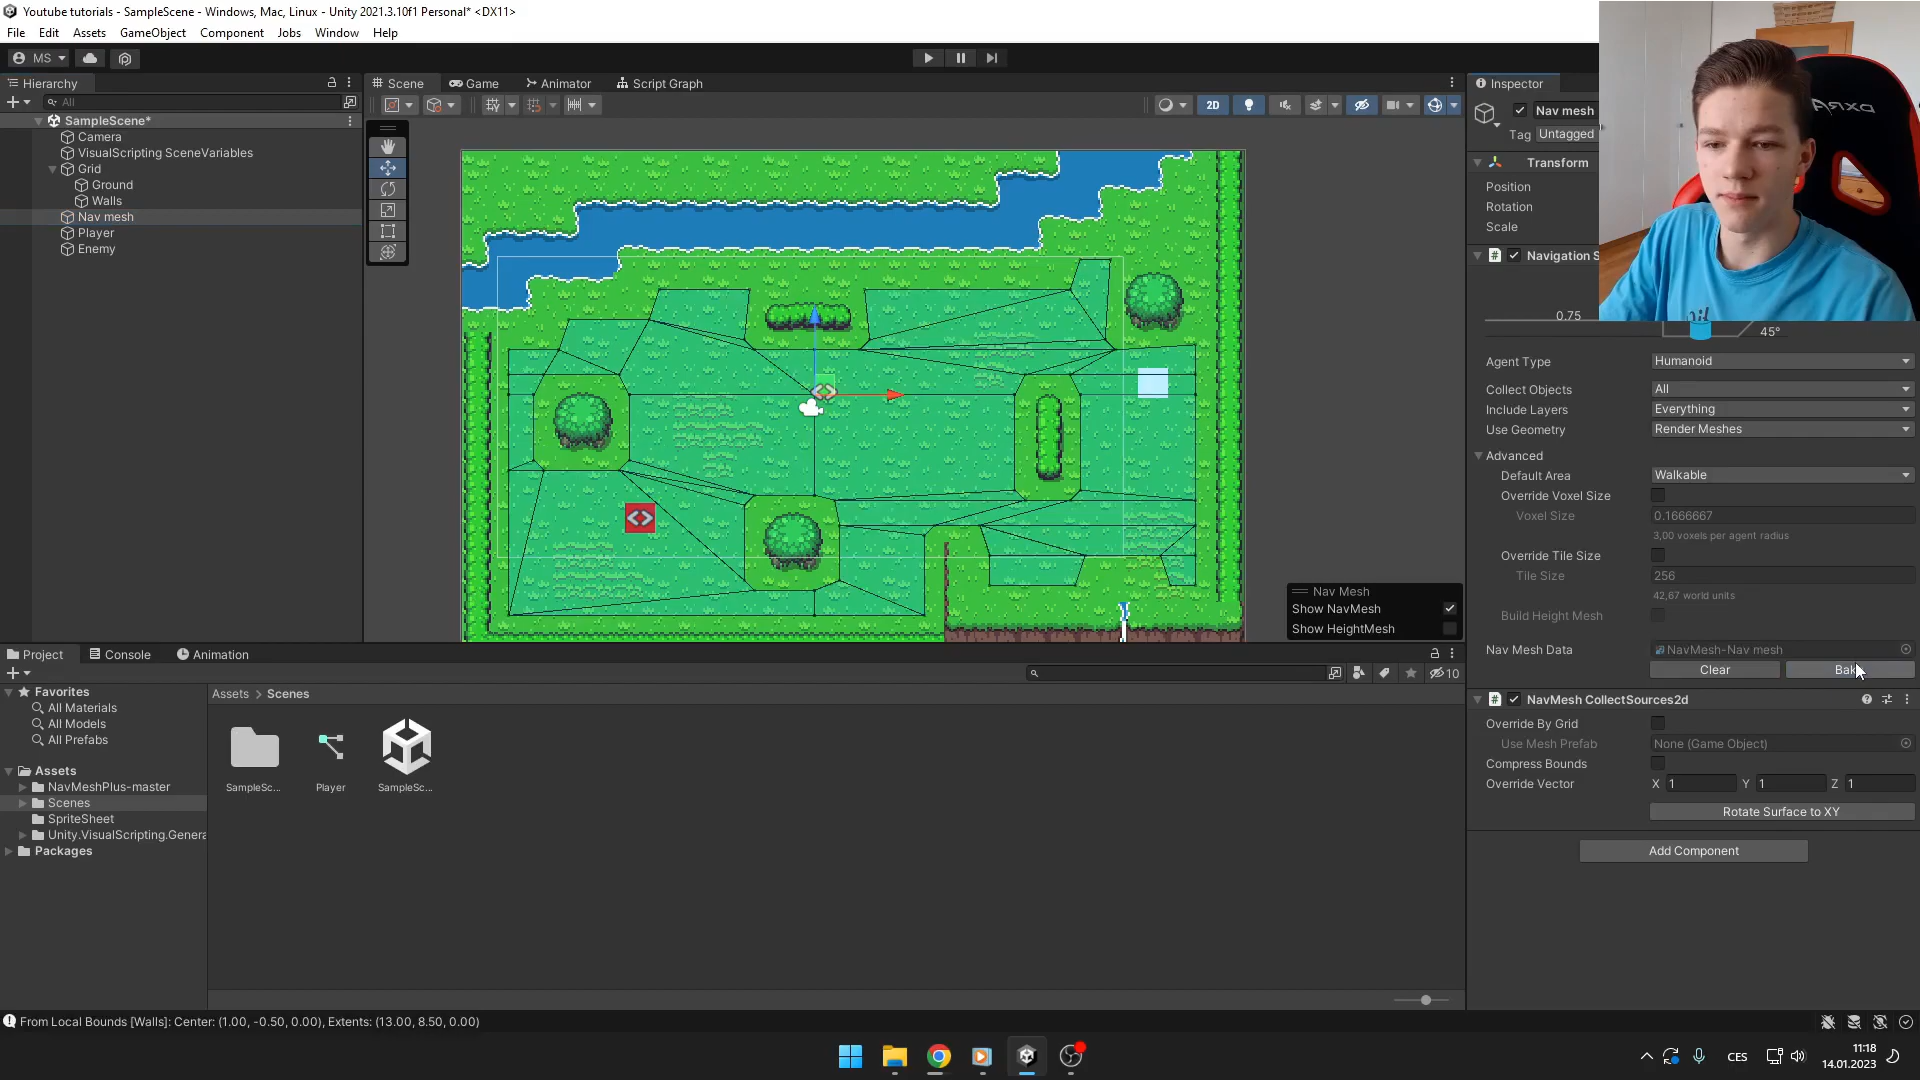 Youtube tutorials - SampleScene - Windows, Mac, Linux - Unity 2021.3.10f1 Personal* <DX11>
File Edit Assets GameObject Component Jobs Window Help
MS
Hierarchy
All
SampleScene*
Camera
VisualScripting SceneVariables
Grid
Ground
Walls
Nav mesh
Player
Enemy
Scene Game Animator Script Graph
2D
Nav Mesh
Show NavMesh
Show HeightMesh
Inspector
Nav mesh
Tag Untagged
Transform
Position
Rotation
Scale
Navigation S
0.75
45°
Agent Type Humanoid
Collect Objects All
Include Layers Everything
Use Geometry Render Meshes
Advanced
Default Area Walkable
Override Voxel Size
Voxel Size 0.1666667
3,00 voxels per agent radius
Override Tile Size
Tile Size 256
42,67 world units
Build Height Mesh
Nav Mesh Data NavMesh-Nav mesh
Clear
NavMesh CollectSources2d
Override By Grid
Use Mesh Prefab None (Game Object)
Compress Bounds
Override Vector X 1 Y 1 Z 1
Rotate Surface to XY
Add Component
Project Console Animation
10
Favorites
All Materials
All Models
All Prefabs
Assets
NavMeshPlus-master
Scenes
SpriteSheet
Unity.VisualScripting.Genera
Packages
Assets > Scenes
SampleSc... Player SampleSc...
From Local Bounds [Walls]: Center: (1.00, -0.50, 0.00), Extents: (13.00, 8.50, 0.00)
CES
11:18
14.01.2023